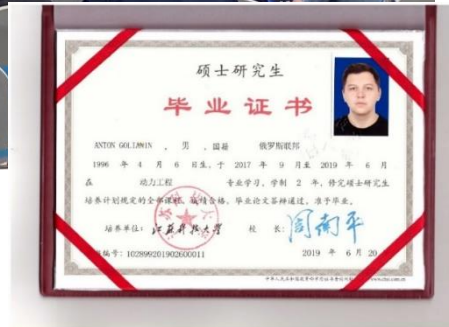 硕士研究生
毕业证书
ANTON GOLIAMIN ，男，国籍 俄罗斯联邦
1996 年 4 月 6 日生，于 2017 年 9 月至 2019 年 6 月
在 动力工程 专业学习，学制 2 年，修完硕士研究生
培养计划规定的全部课程，成绩合格，毕业论文答辩通过，准予毕业。
培养单位：江苏科技大学 校 长：周南平
编号：102899201902600011 2019 年 6 月 20